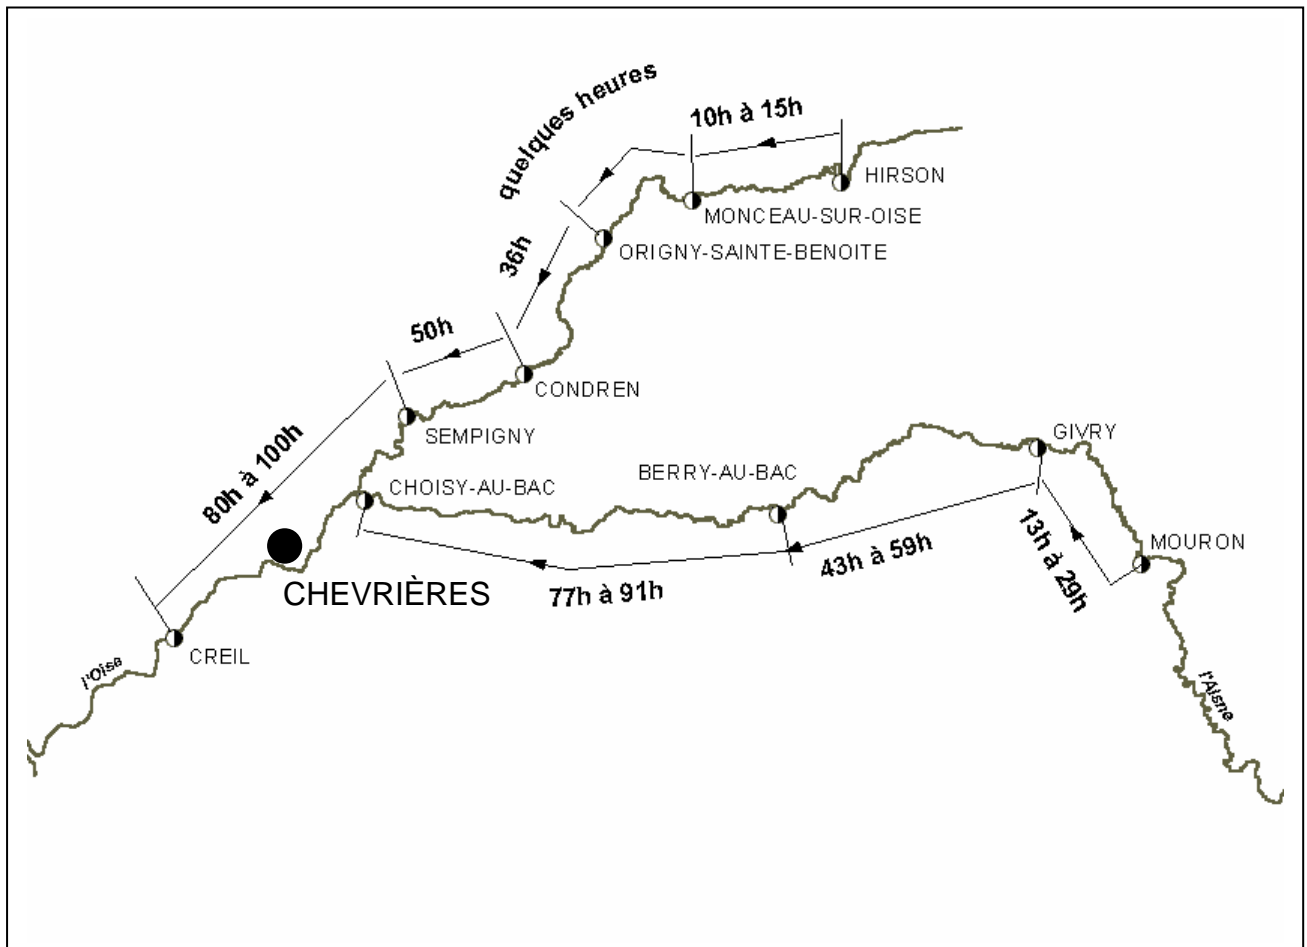 quelques heures
10h à 15h
HIRSON
MONCEAU-SUR-OISE
ORIGNY-SAINTE-BENOITE
36h
50h
CONDREN
SEMPIGNY
80h à 100h
CHOISY-AU-BAC
BERRY-AU-BAC
GIVRY
13h à 29h
MOURON
43h à 59h
77h à 91h
CHEVRIÈRES
CREIL
l'Oise
l'Aisne